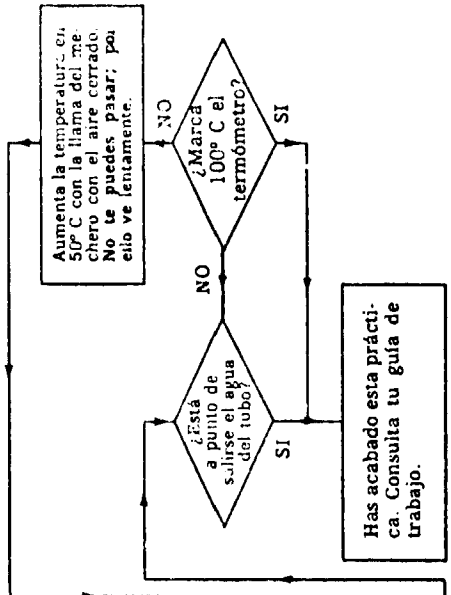 Aumenta la temperatura en
50º C con la llama del me-
chero con el aire cerrado.
No te puedes pasar; por
ello ve lentamente.
NO
¿Marca
100º C el
termómetro?
SI
NO
¿Está
a punto de
salirse el agua
del tubo?
SI
Has acabado esta prácti-
ca. Consulta tu guía de
trabajo.